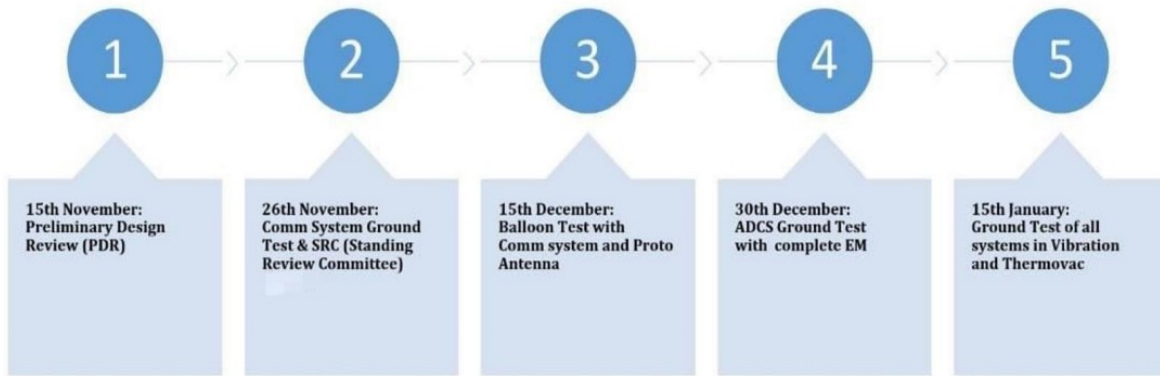 1
2
3
4
5
15th November:
Preliminary Design
Review (PDR)
26th November:
Comm System Ground
Test & SRC (Standing
Review Committee)
15th December:
Balloon Test with
Comm system and Proto
Antenna
30th December:
ADCS Ground Test
with complete EM
15th January:
Ground Test of all
systems in Vibration
and Thermovac